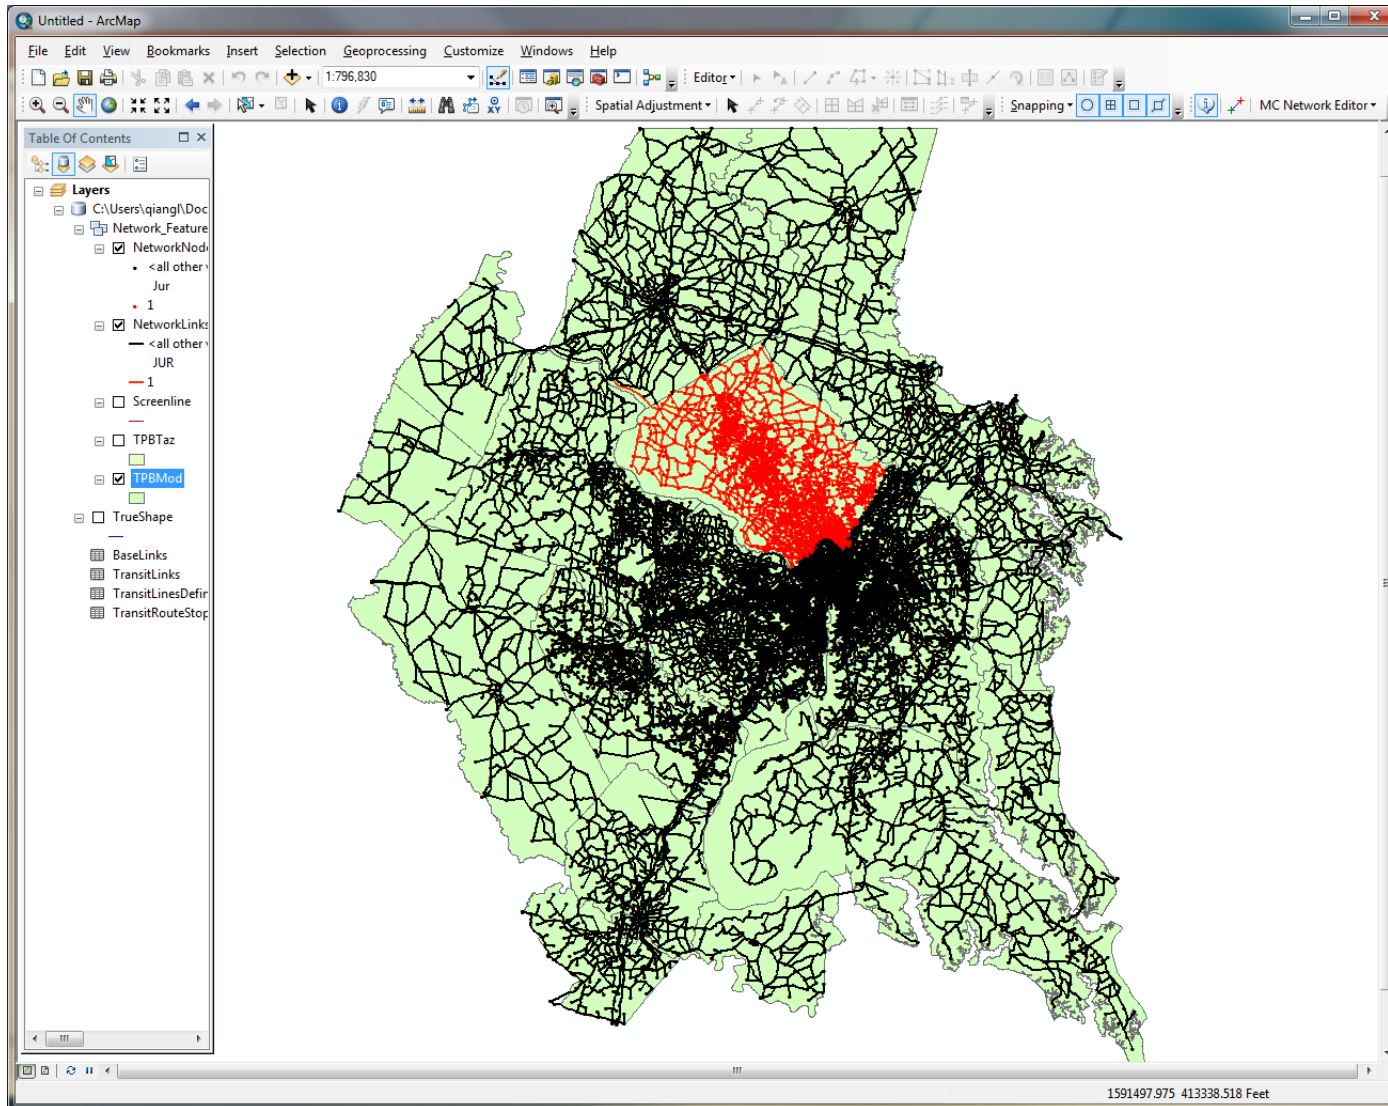 Untitled - ArcMap
File Edit View Bookmarks Insert Selection Geoprocessing Customize Windows Help
1:796,830 Editor
Spatial Adjustment Snapping MC Network Editor
Table Of Contents
Layers
C:\Users\qiangl\Doc
Network_Feature
NetworkNode
<all other
Jur
1
NetworkLinks
<all other
JUR
1
Screenline
TPBTaz
TPBMod
TrueShape
BaseLinks
TransitLinks
TransitLinesDefin
TransitRouteStop
1591497.975 413338.518 Feet